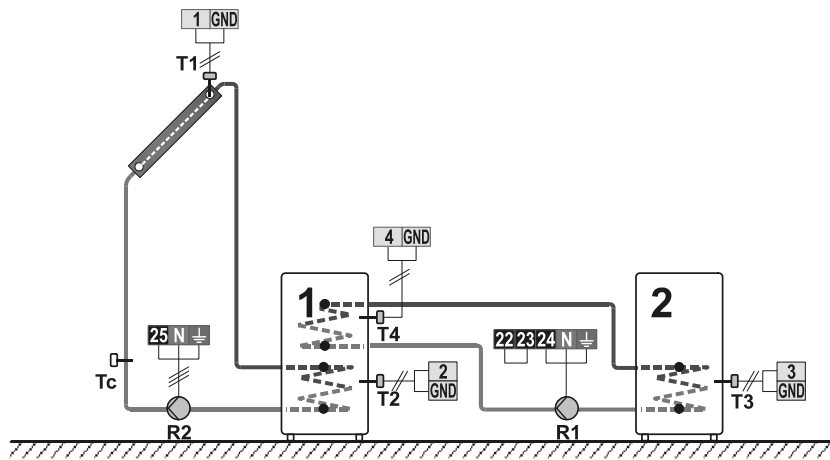 1 GND
T1
4 GND
1
2
T4
25 N
22 23 24 N
Tc
T2
2
GND
T3
3
GND
R2
R1